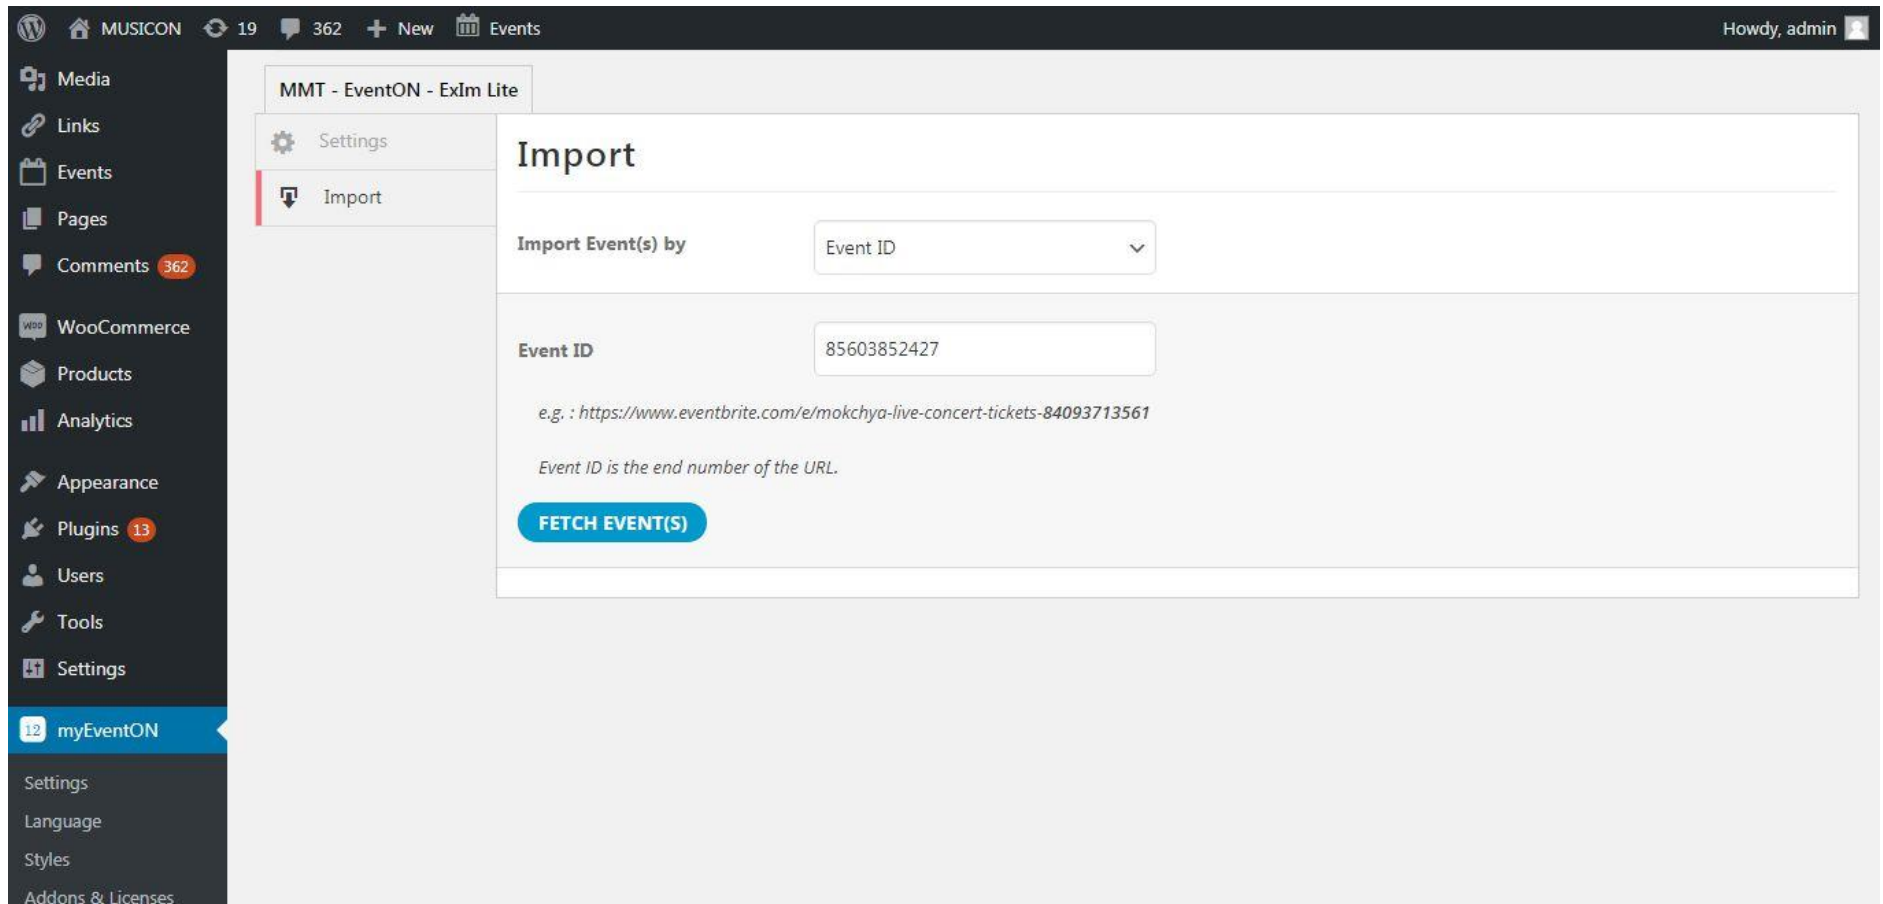 MUSICON 19 362 New Events Howdy, admin
Media
Links
Events
Pages
Comments 362
WOO WooCommerce
Products
Analytics
Appearance
Plugins 13
Users
Tools
Settings
12 myEventON
Settings
Language
Styles
Addons & Licenses
MMT - EventON - ExIm Lite
Settings
Import
Import
Import Event(s) by Event ID
Event ID 85603852427
e.g. : https://www.eventbrite.com/e/mokchya-live-concert-tickets-84093713561
Event ID is the end number of the URL.
FETCH EVENT(S)